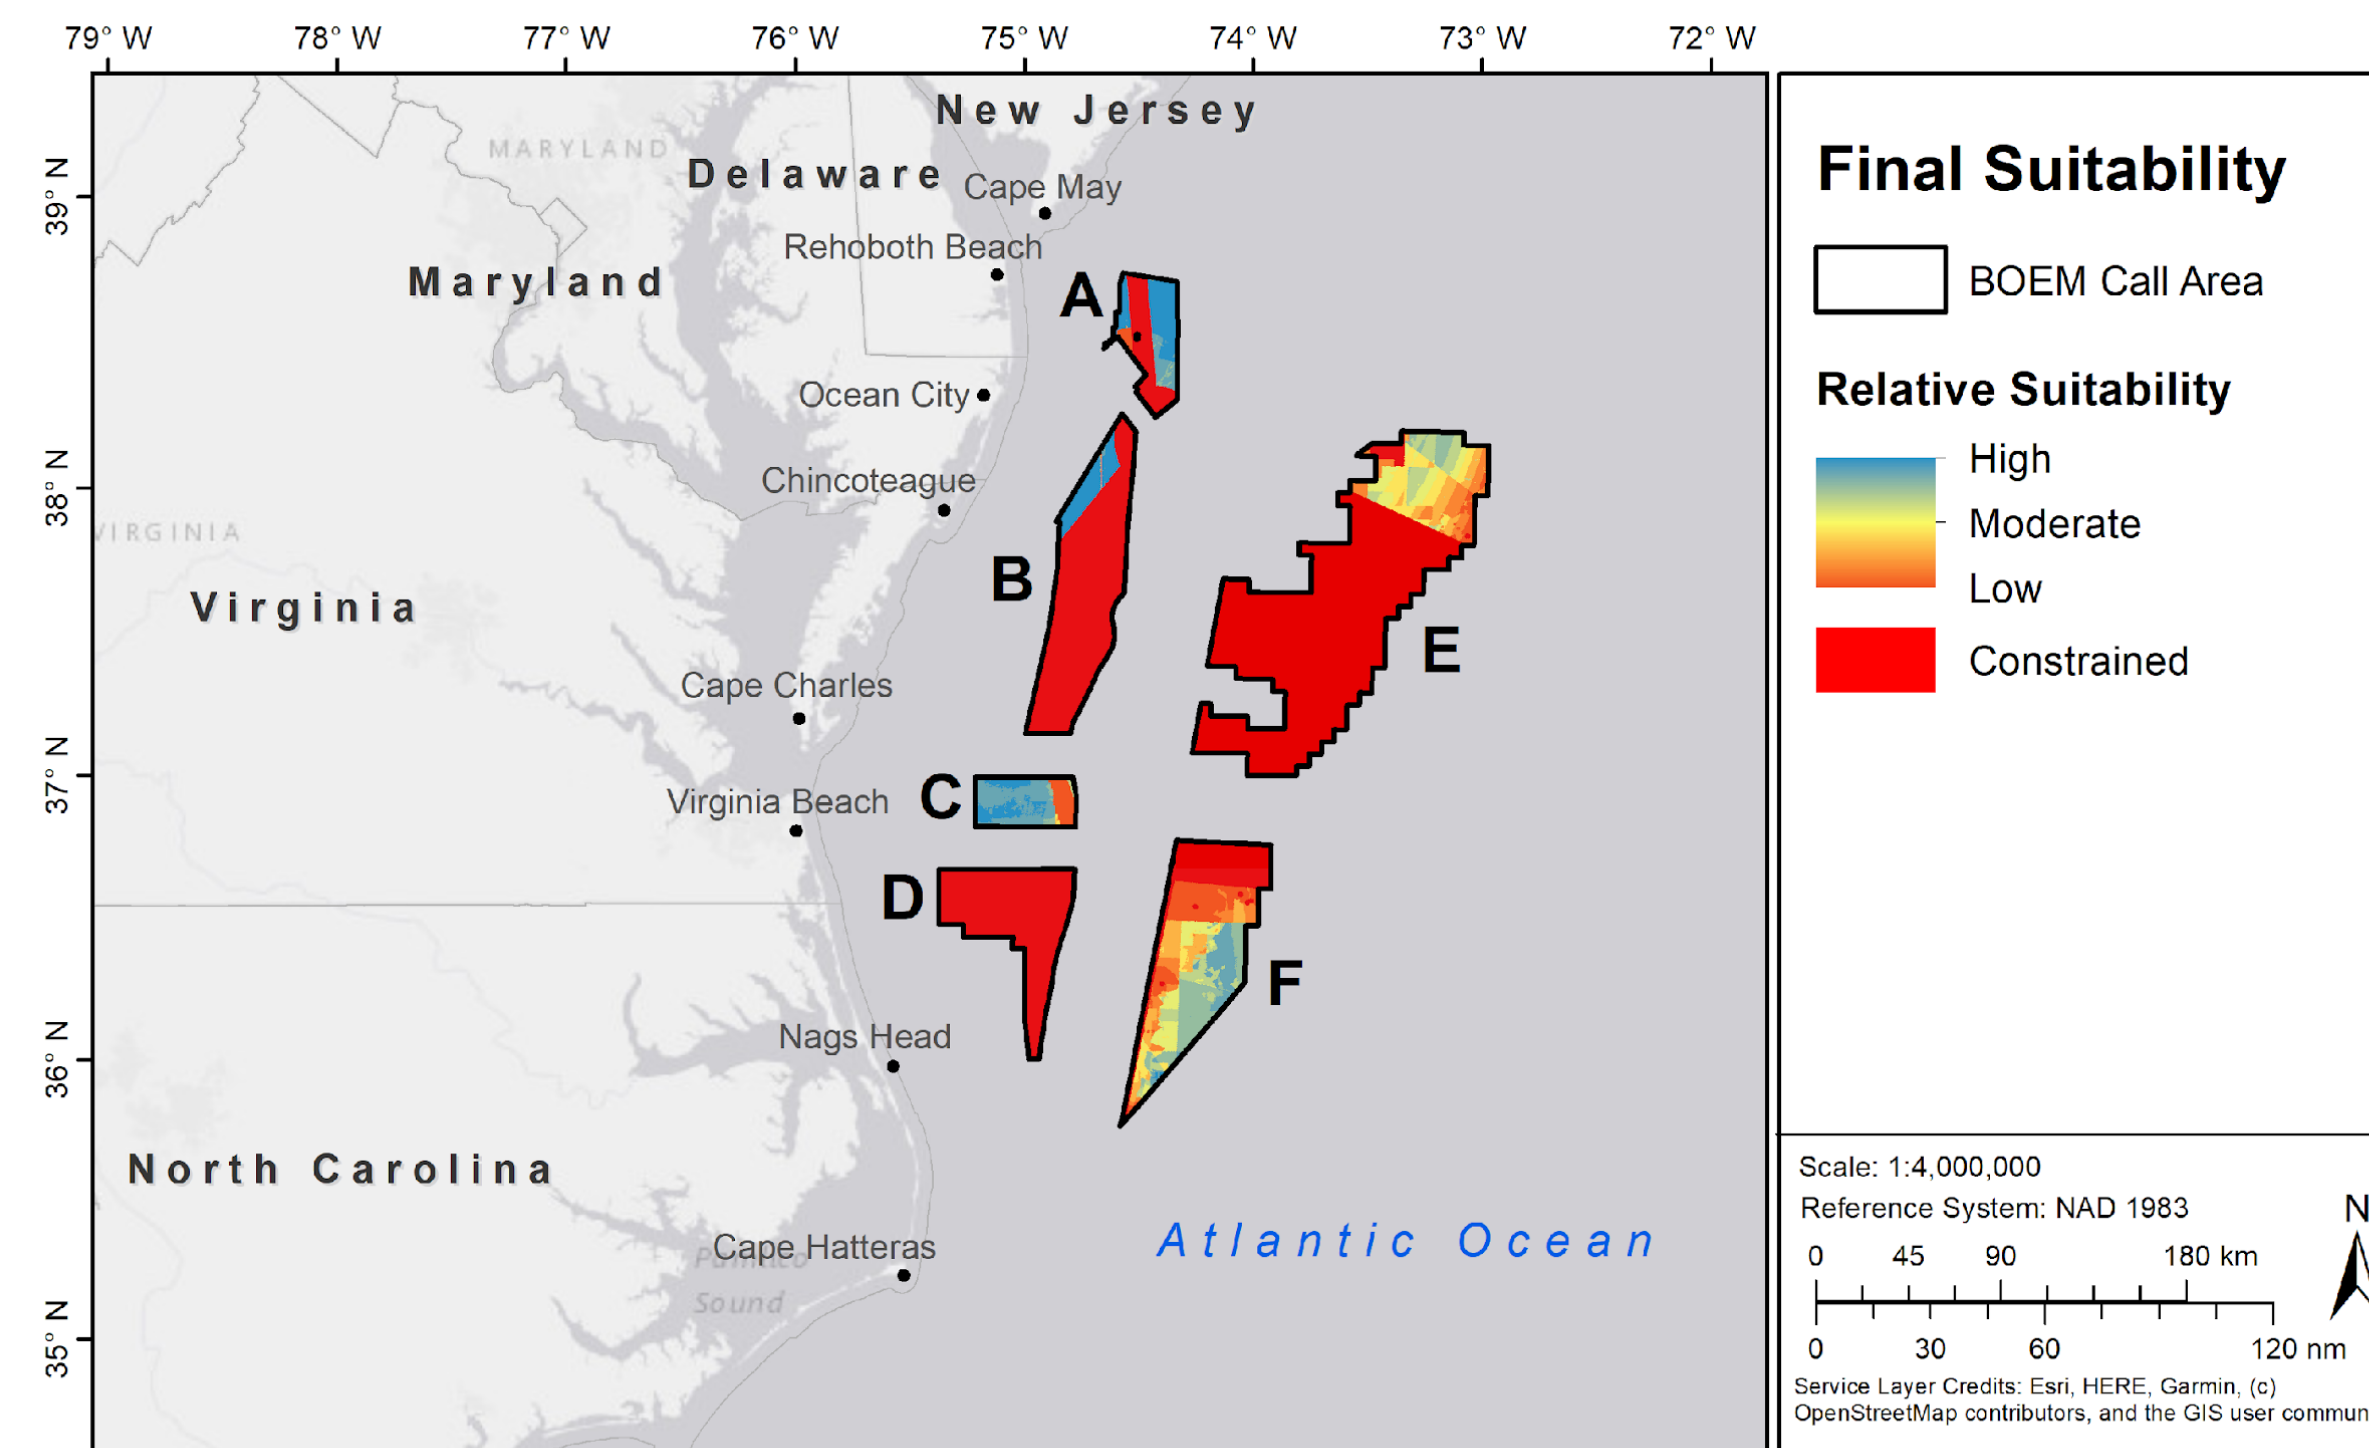 79° W 78° W 77° W 76° W 75° W 74° W 73° W 72° W
39° N
38° N
37° N
36° N
35° N
New Jersey
MARYLAND
Delaware
Cape May
Rehoboth Beach
Maryland
A
Ocean City
Chincoteague
VIRGINIA
B
Virginia
E
Cape Charles
C
Virginia Beach
D
F
Nags Head
North Carolina
Atlantic Ocean
Cape Hatteras
Pamlico
Sound
Final Suitability
BOEM Call Area
Relative Suitability
High
Moderate
Low
Constrained
Scale: 1:4,000,000
Reference System: NAD 1983
N
0 45 90 180 km
0 30 60 120 nm
Service Layer Credits: Esri, HERE, Garmin, (c)
OpenStreetMap contributors, and the GIS user commun